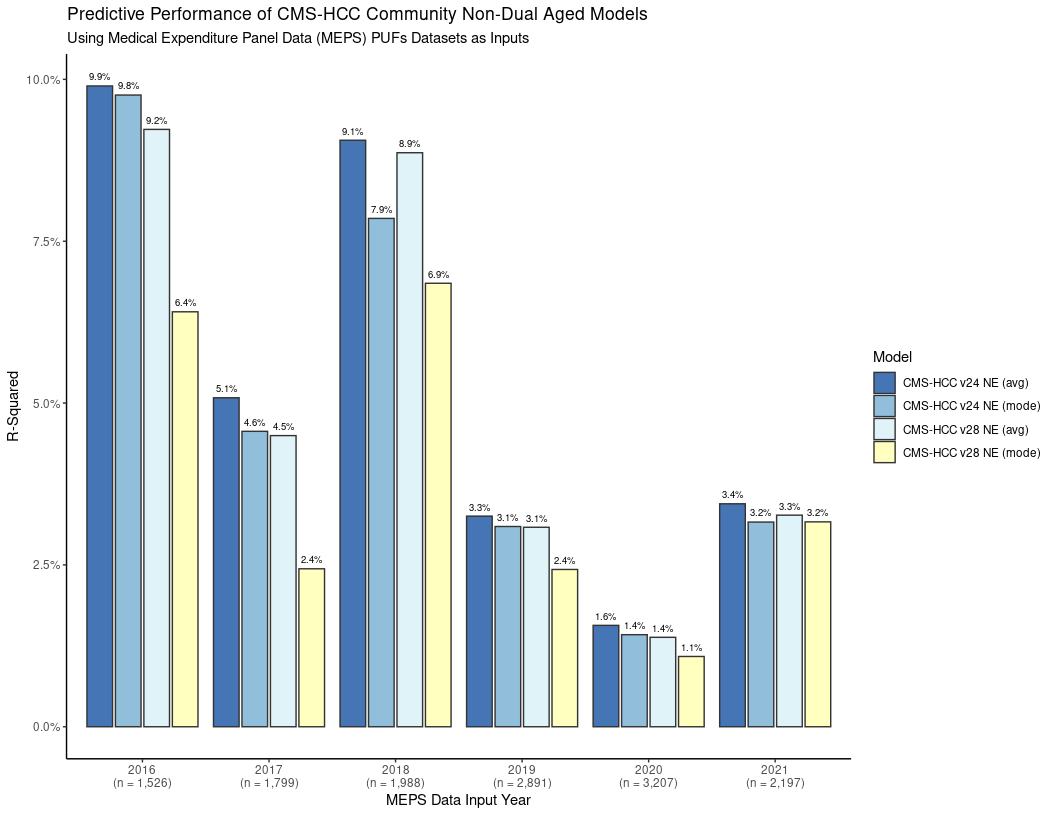 Predictive Performance of CMS-HCC Community Non-Dual Aged Models
Using Medical Expenditure Panel Data (MEPS) PUFs Datasets as Inputs
R-Squared
10.0%
7.5%
5.0%
2.5%
0.0%
9.9%
9.8%
9.2%
6.4%
5.1%
4.6%
4.5%
2.4%
9.1%
7.9%
8.9%
6.9%
3.3%
3.1%
3.1%
2.4%
1.6%
1.4%
1.4%
1.1%
3.4%
3.2%
3.3%
3.2%
2016
(n = 1,526)
2017
(n = 1,799)
2018
(n = 1,988)
2019
(n = 2,891)
2020
(n = 3,207)
2021
(n = 2,197)
MEPS Data Input Year
Model
CMS-HCC v24 NE (avg)
CMS-HCC v24 NE (mode)
CMS-HCC v28 NE (avg)
CMS-HCC v28 NE (mode)